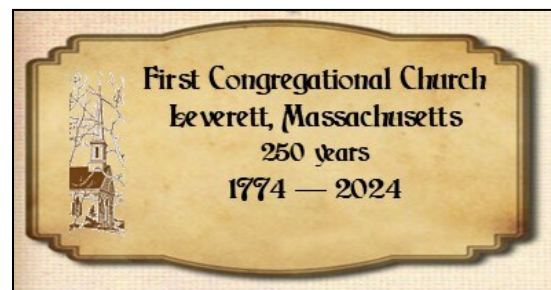 First Congregational Church
Leverett, Massachusetts
250 years
1774 — 2024